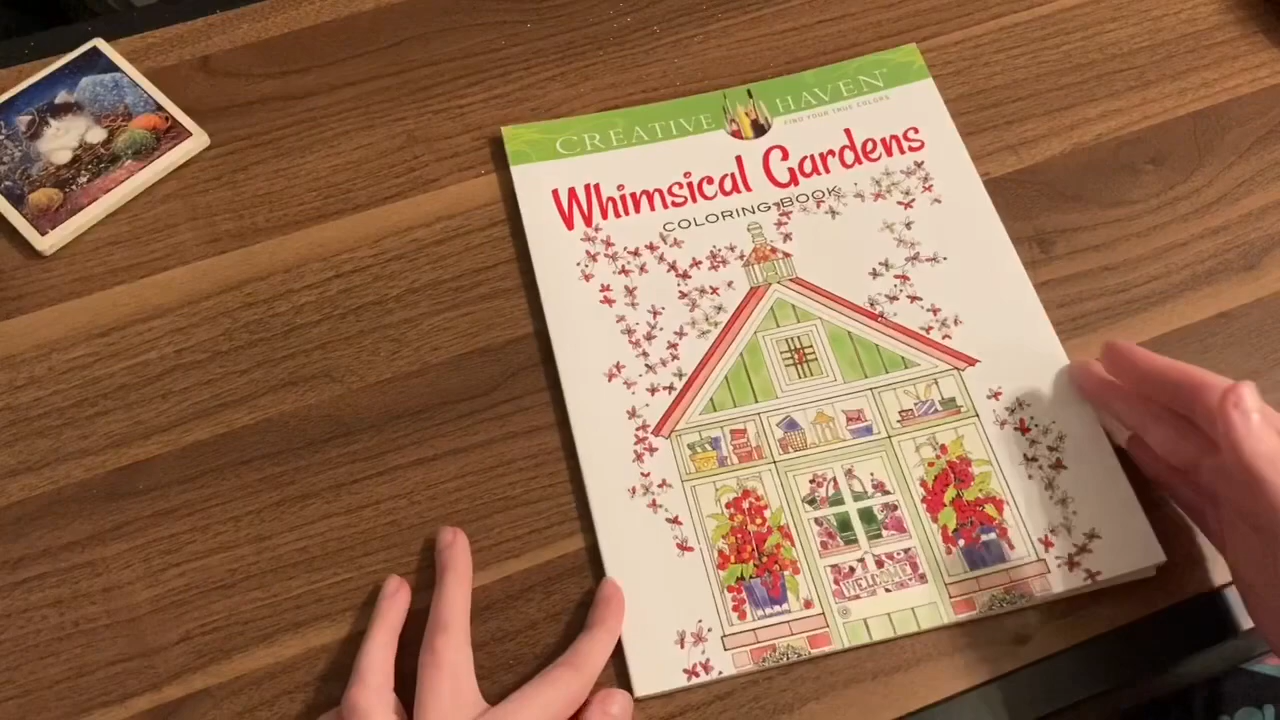 CREATIVE HAVEN®
FIND YOUR TRUE COLORS
Whimsical Gardens
COLORING BOOK
WELCOME